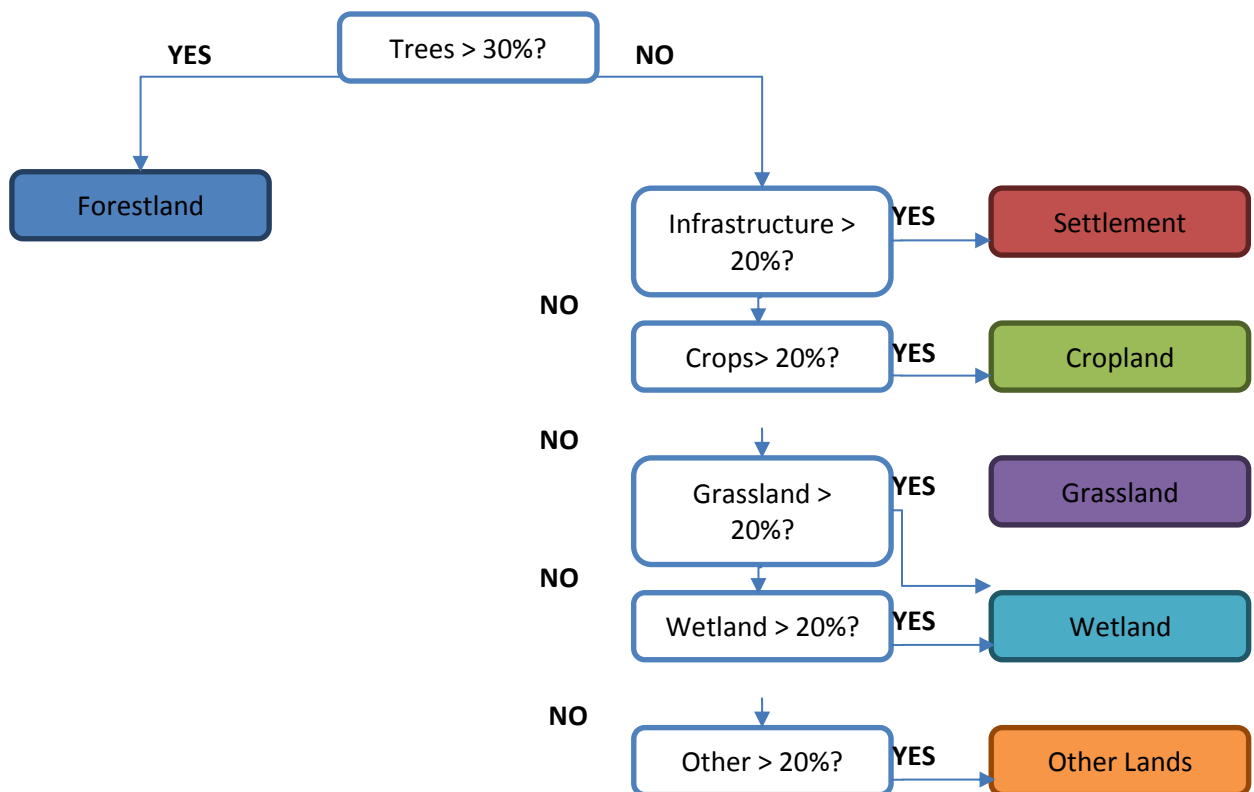 Trees > 30%?
YES
NO
Forestland
Infrastructure >
20%?
YES
Settlement
NO
Crops> 20%?
YES
Cropland
NO
Grassland >
20%?
YES
Grassland
NO
Wetland > 20%?
YES
Wetland
NO
Other > 20%?
YES
Other Lands